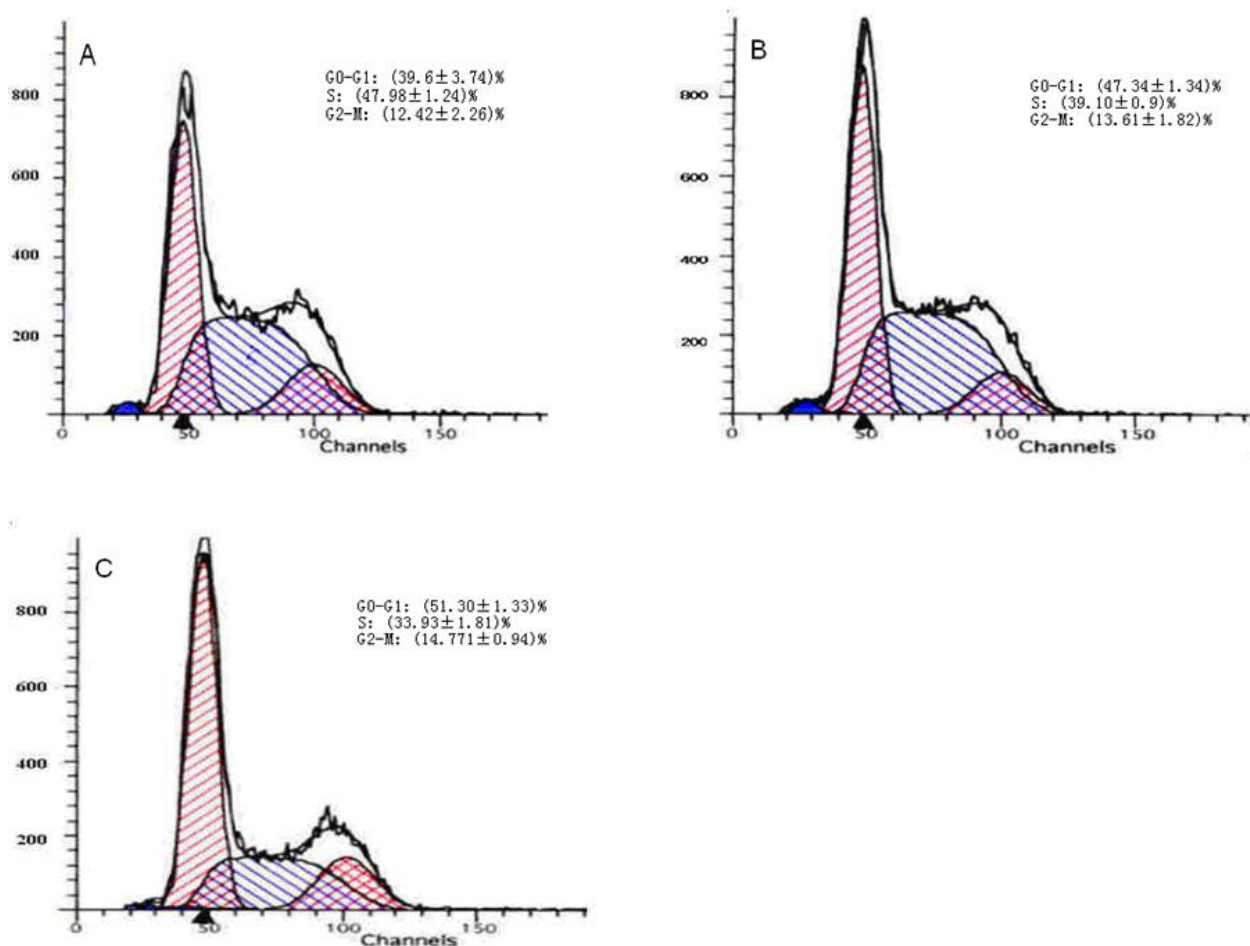 A
G0-G1: (39.6±3.74)%
S: (47.98±1.24)%
G2-M: (12.42±2.26)%
800
600
400
200
0 50 100 150
Channels
B
G0-G1: (47.34±1.34)%
S: (39.10±0.9)%
G2-M: (13.61±1.82)%
800
600
400
200
0 50 100 150
Channels
C
G0-G1: (51.30±1.33)%
S: (33.93±1.81)%
G2-M: (14.771±0.94)%
800
600
400
200
0 50 100 150
Channels